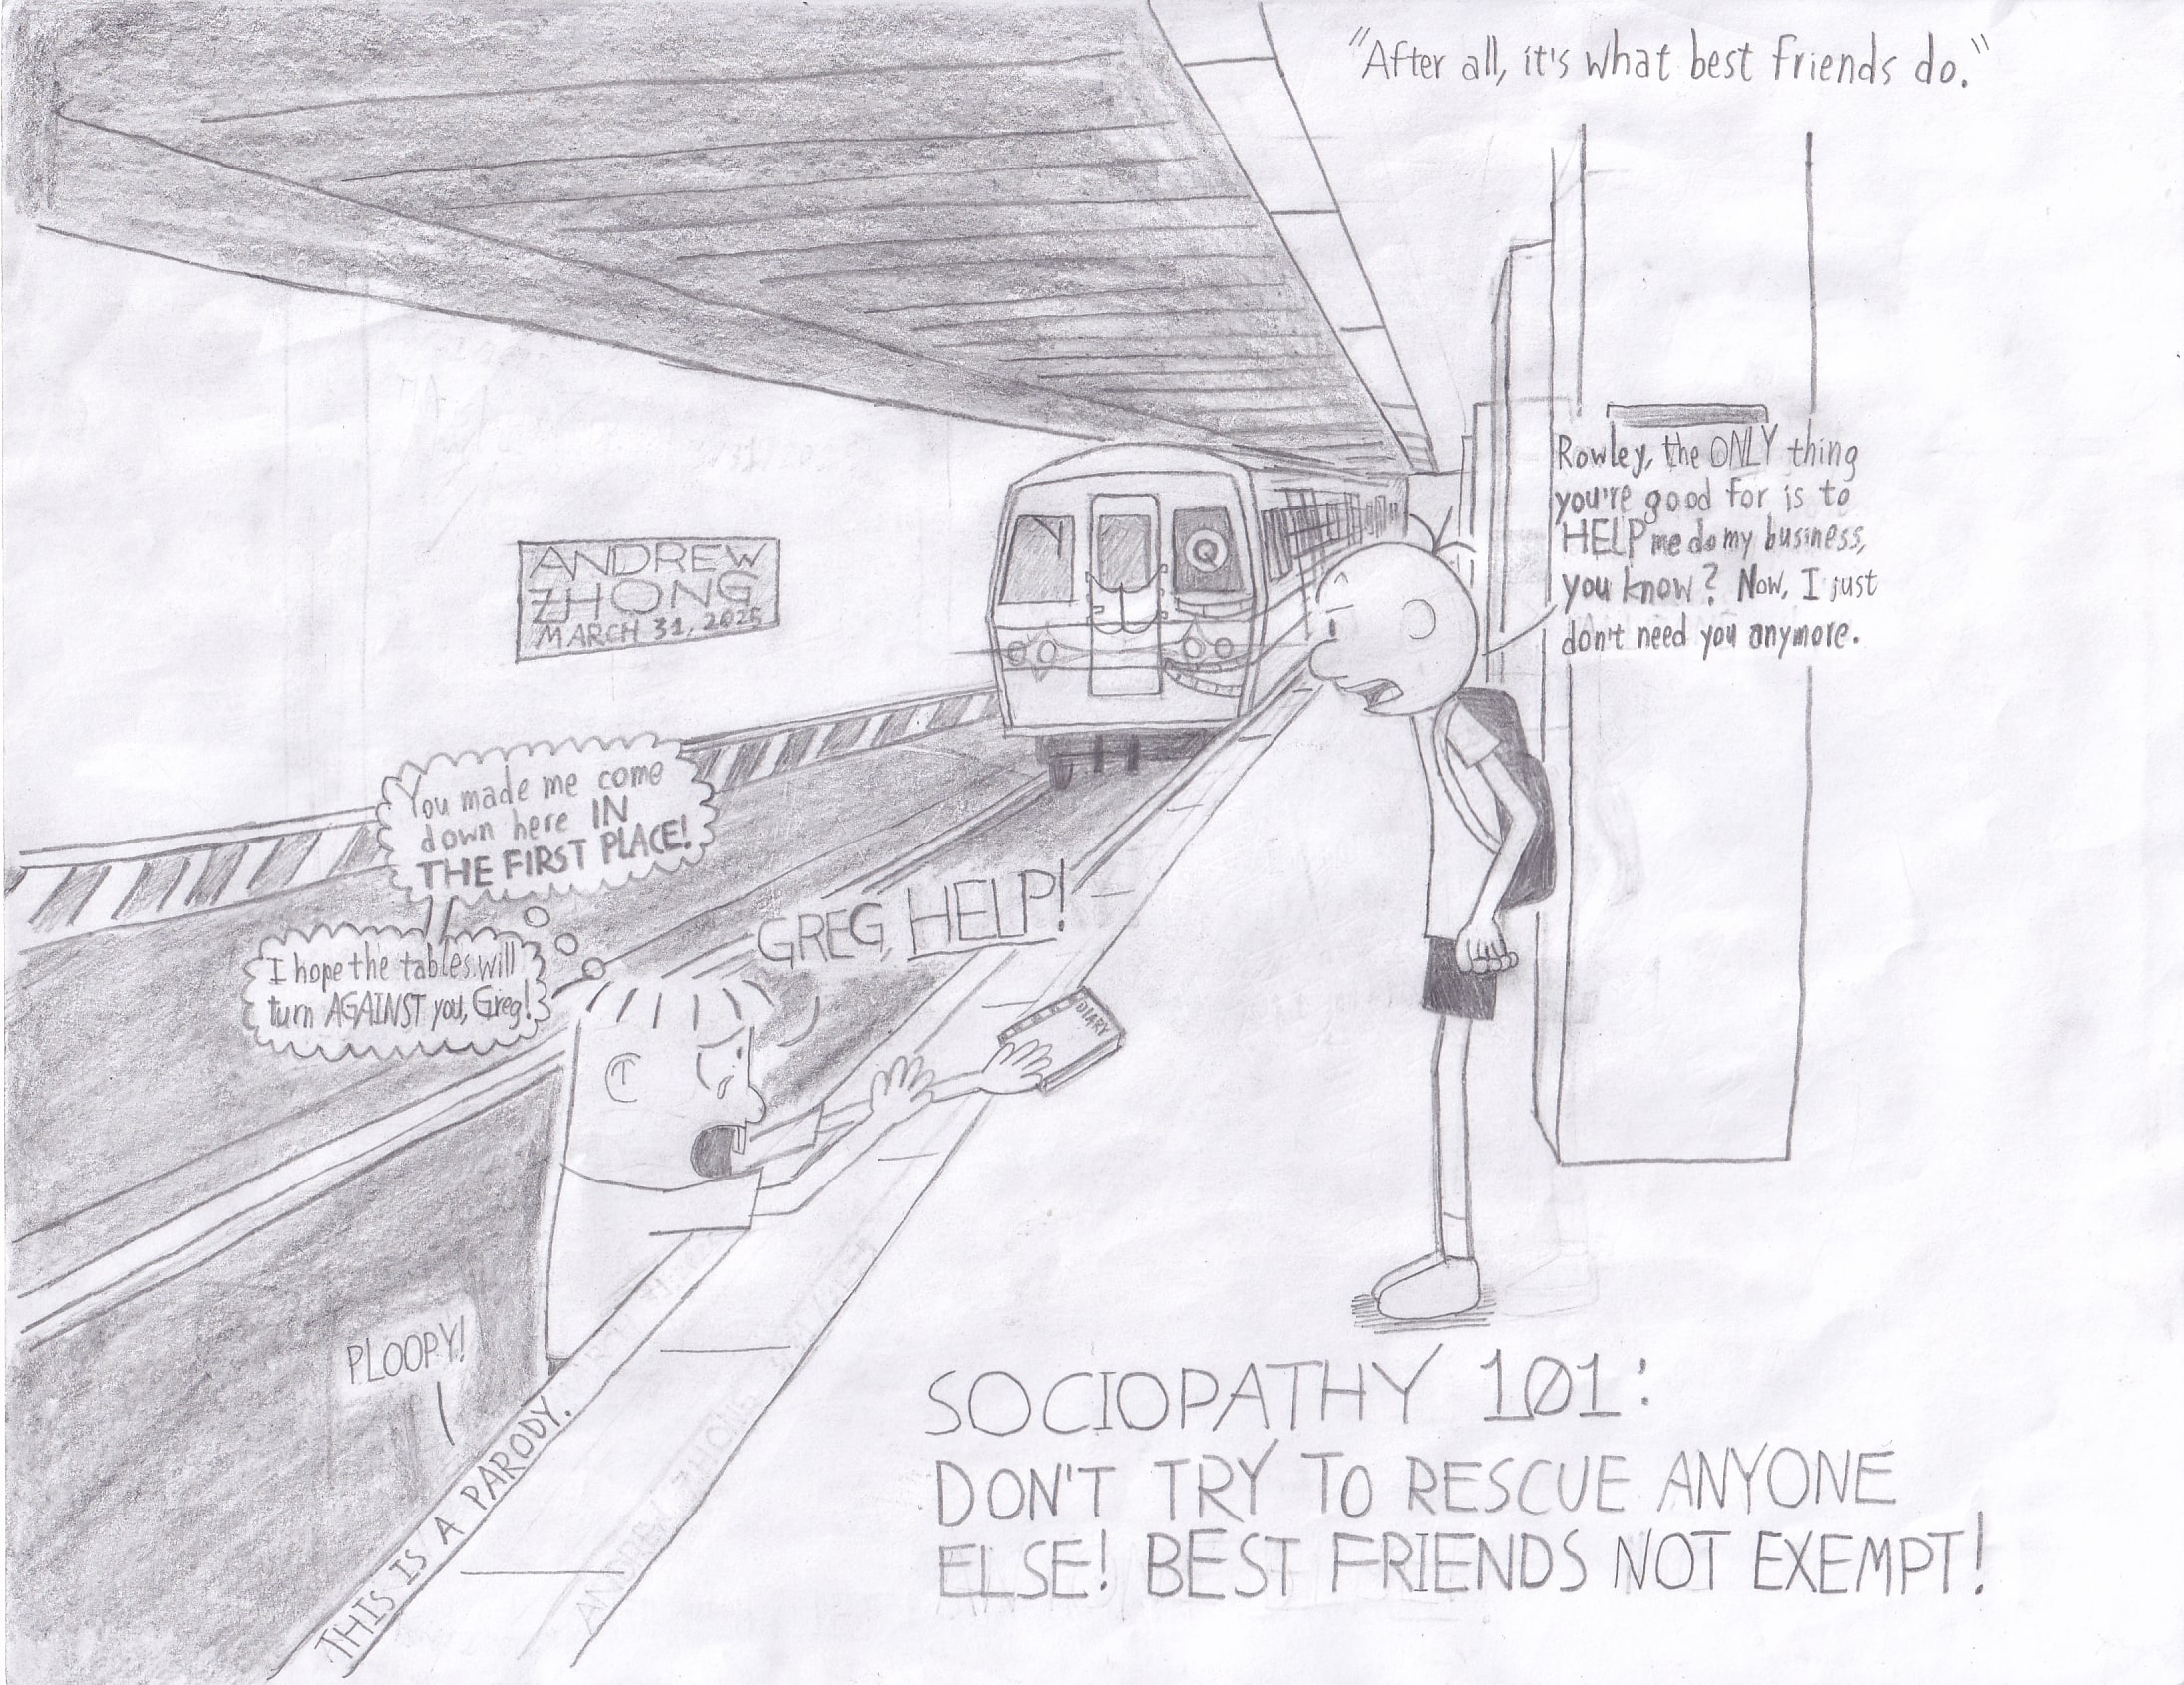 "After all, it's what best friends do."
Rowley, the ONLY thing
you're good for is to
HELP me do my business,
you know? Now, I just
don't need you anymore.
Q
ANDREW
ZHONG
MARCH 31, 2025
You made me come
down here IN
THE FIRST PLACE!
I hope the tables will
turn AGAINST you, Greg!
GREG, HELP!
DIARY
PLOOPY!
THIS IS A PARODY.
SOCIOPATHY 101:
DON'T TRY TO RESCUE ANYONE
ELSE! BEST FRIENDS NOT EXEMPT!
ANDREW ZHONG